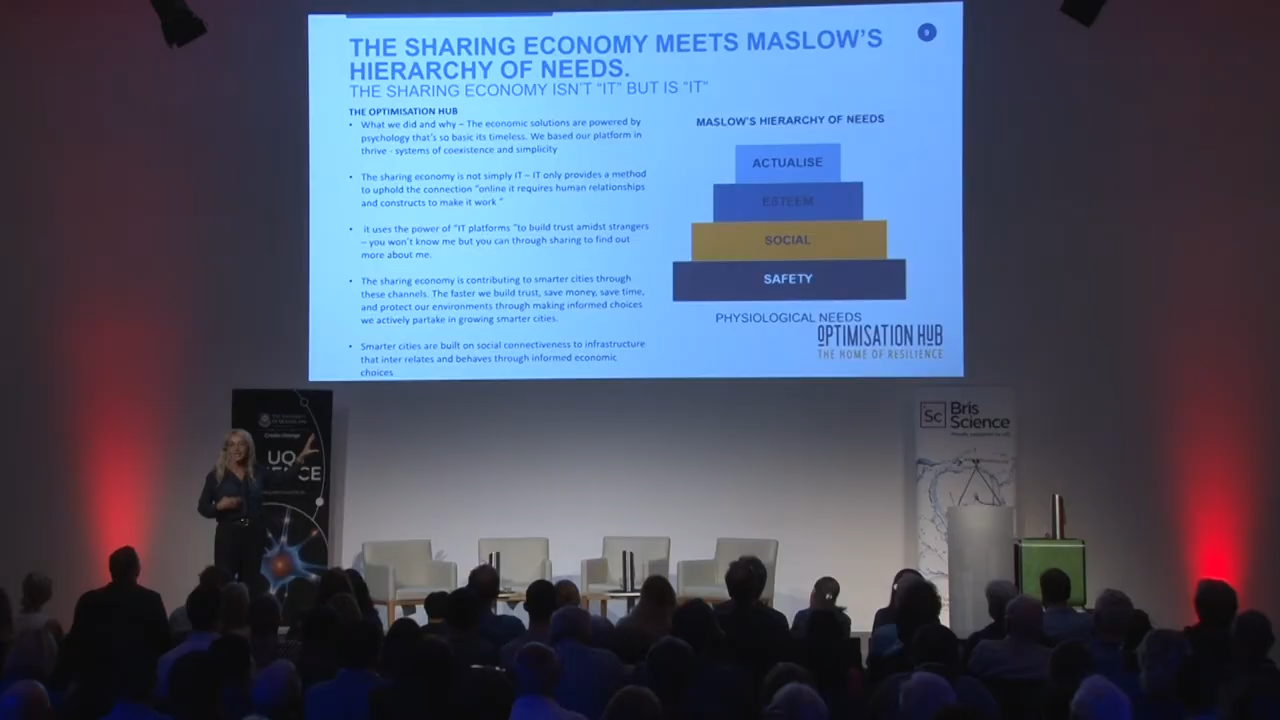 THE SHARING ECONOMY MEETS MASLOW'S
HIERARCHY OF NEEDS.
THE SHARING ECONOMY ISN'T "IT" BUT IS "IT"
9
THE OPTIMISATION HUB
• What we did and why – The economic solutions are powered by
psychology that's so basic its timeless. We based our platform in
thrive - systems of coexistence and simplicity
• The sharing economy is not simply IT – IT only provides a method
to uphold the connection "online it requires human relationships
and constructs to make it work "
• it uses the power of "IT platforms "to build trust amidst strangers
– you won't know me but you can through sharing to find out
more about me.
• The sharing economy is contributing to smarter cities through
these channels. The faster we build trust, save money, save time,
and protect our environments through making informed choices
we actively partake in growing smarter cities.
• Smarter cities are built on social connectiveness to infrastructure
that inter relates and behaves through informed economic
choices
MASLOW'S HIERARCHY OF NEEDS
ACTUALISE
ESTEEM
SOCIAL
SAFETY
PHYSIOLOGICAL NEEDS
OPTIMISATION HUB
THE HOME OF RESILIENCE
Create change
UQ
Sc
Bris
Science